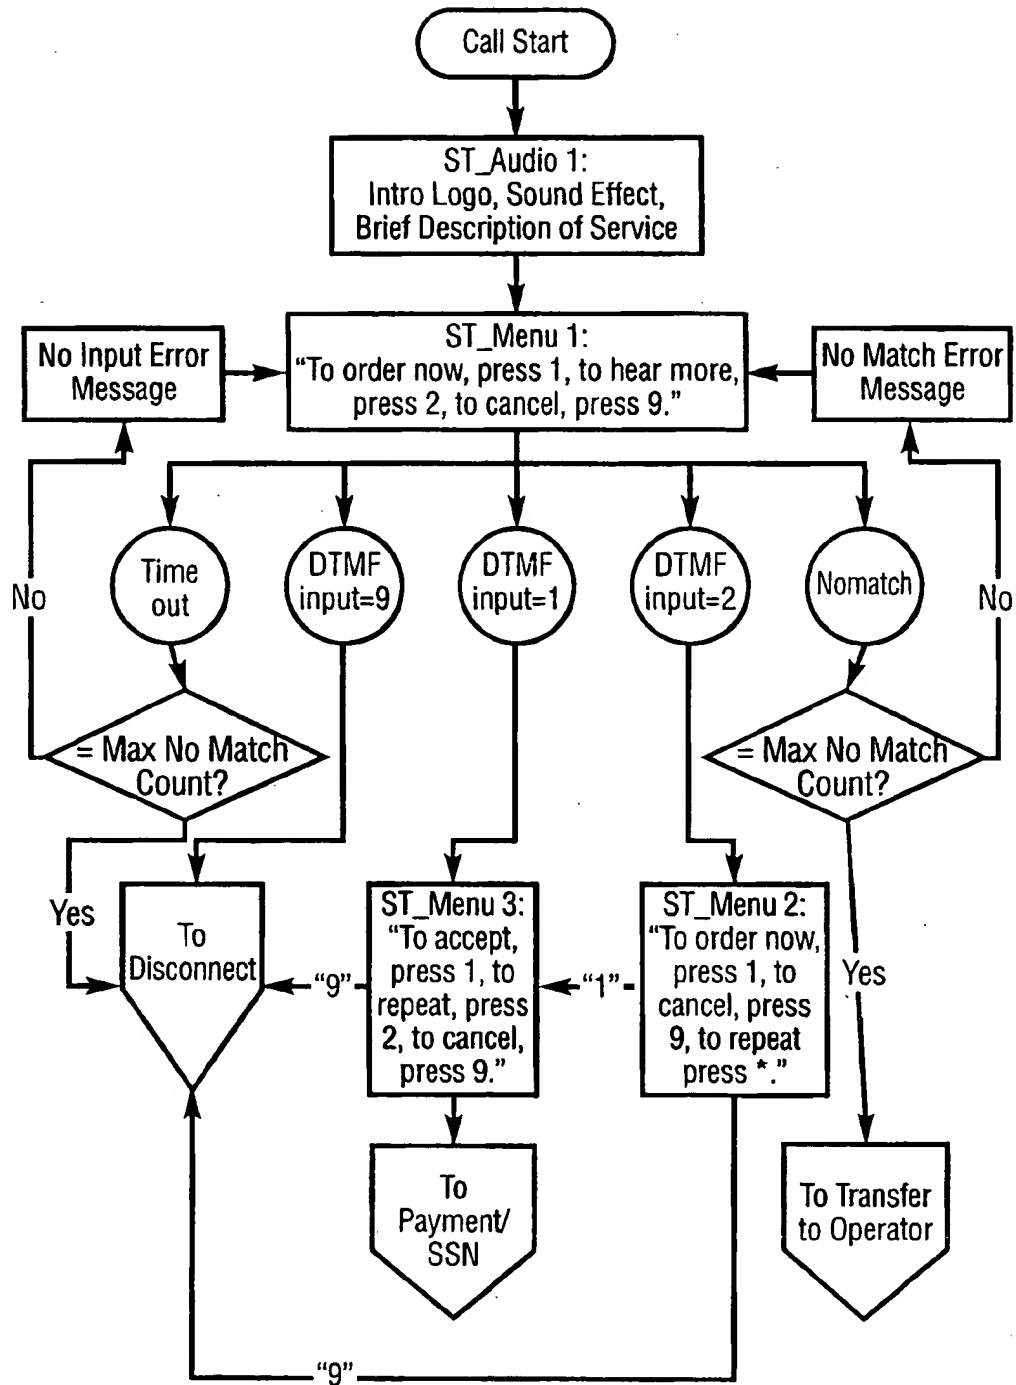 Call Start
ST_Audio 1:
Intro Logo, Sound Effect,
Brief Description of Service
No Input Error
Message
ST_Menu 1:
“To order now, press 1, to hear more,
press 2, to cancel, press 9.”
No Match Error
Message
No
Time
out
DTMF
input=9
DTMF
input=1
DTMF
input=2
Nomatch
No
= Max No Match
Count?
= Max No Match
Count?
Yes
To
Disconnect
“9”
ST_Menu 3:
“To accept,
press 1, to
repeat, press
2, to cancel,
press 9.”
“1”
ST_Menu 2:
“To order now,
press 1, to
cancel, press
9, to repeat
press *.”
Yes
To
Payment/
SSN
To Transfer
to Operator
“9”